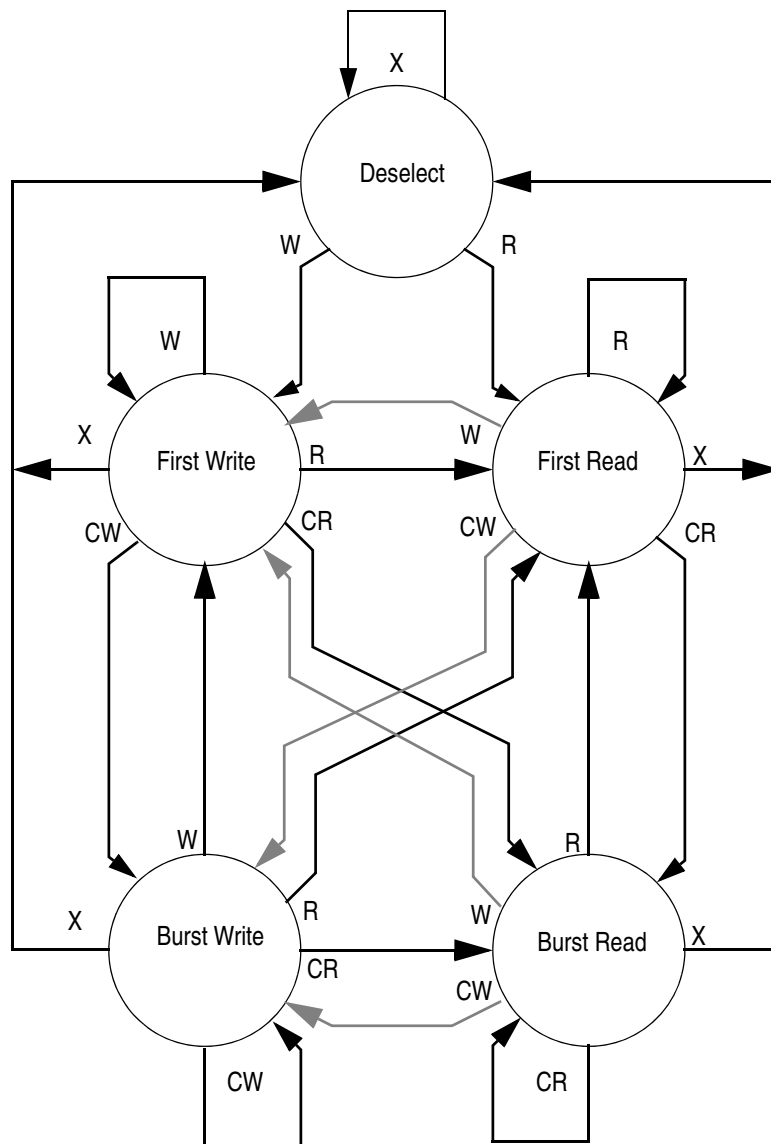 X
Deselect
W
R
W
R
X
W
First Write
R
First Read
X
CW
CR
CW
CR
W
R
X
R
W
Burst Write
Burst Read
X
CR
CW
CW
CR